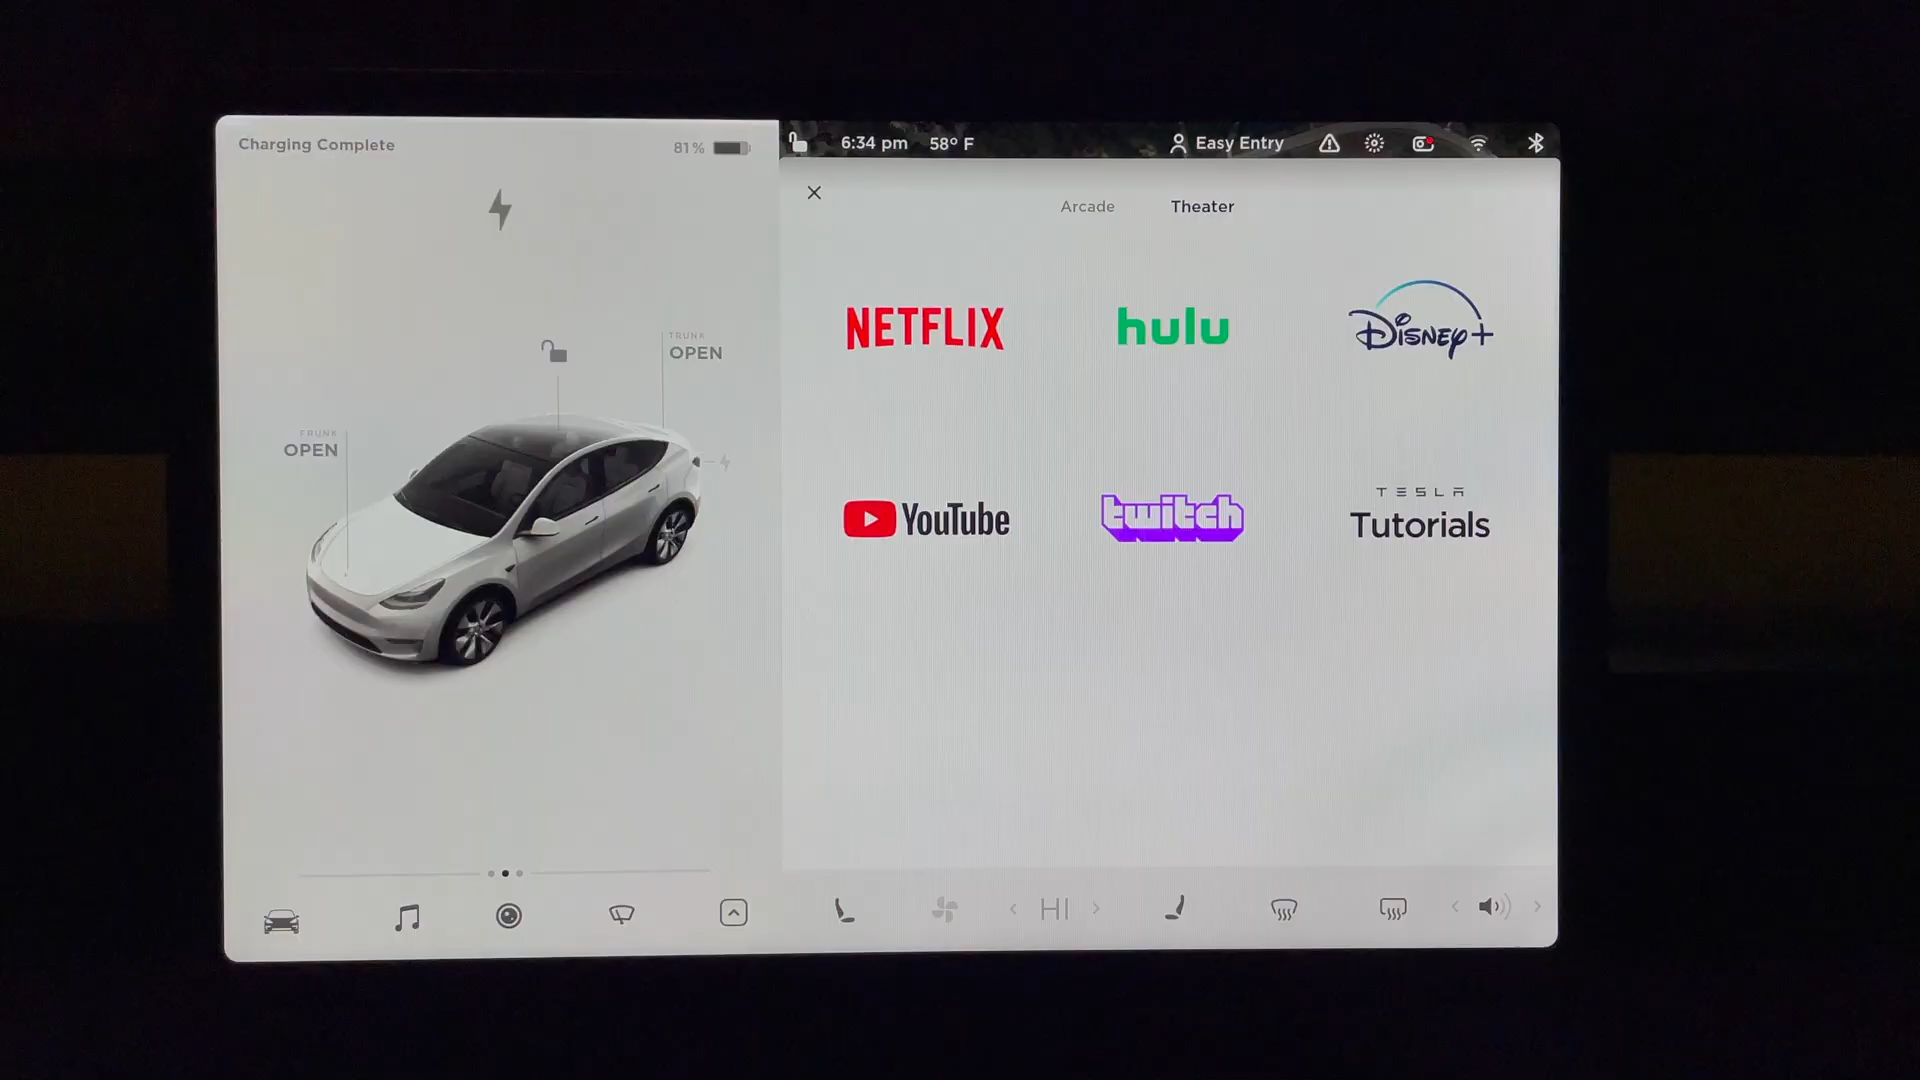 Charging Complete
81%
6:34 pm 58° F
Easy Entry
Arcade Theater
NETFLIX
hulu
Disney+
YouTube
twitch
TESLA
Tutorials
TRUNK
OPEN
FRUNK
OPEN
HI